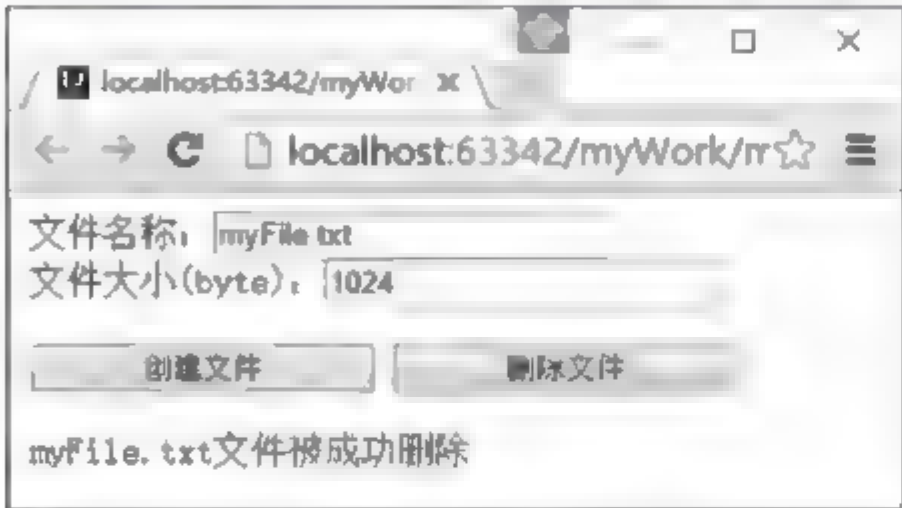 localhost:63342/myWor
localhost:63342/myWork/m
文件名称：myFile.txt
文件大小(byte)：1024
创建文件 删除文件
myFile.txt文件被成功删除